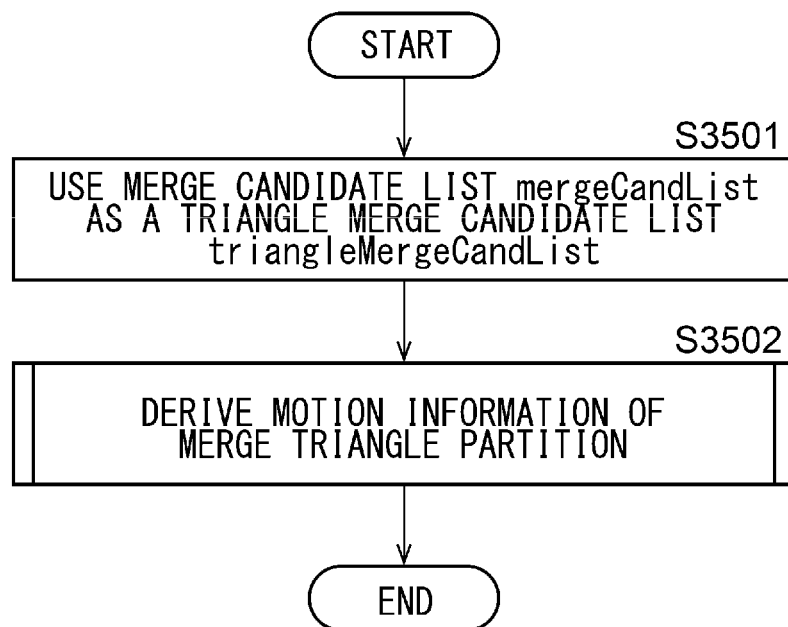 START
S3501
USE MERGE CANDIDATE LIST mergeCandList
AS A TRIANGLE MERGE CANDIDATE LIST
triangleMergeCandList
S3502
DERIVE MOTION INFORMATION OF
MERGE TRIANGLE PARTITION
END